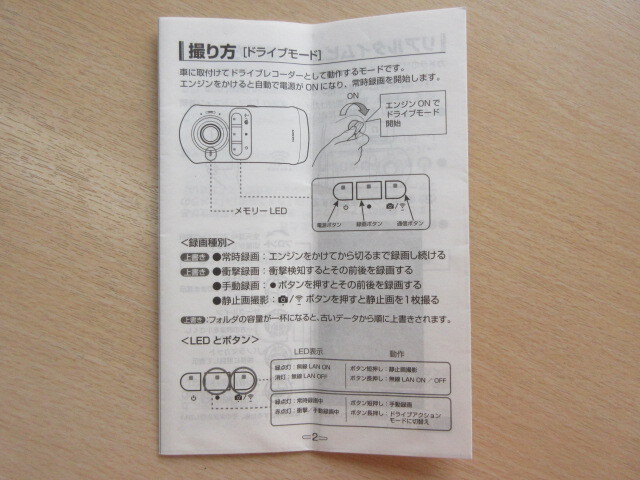 撮り方 [ドライブモード]
車に取付けてドライブレコーダーとして動作するモードです。
エンジンをかけると自動で電源がONになり、常時録画を開始します。
ON
エンジンONで
ドライブモード
開始
メモリーLED
電源ボタン 録画ボタン 通信ボタン
<録画種別>
上書き ●常時録画：エンジンをかけてから切るまで録画し続ける
上書き ●衝撃録画：衝撃検知するとその前後を録画する
●手動録画：●ボタンを押すとその前後を録画する
●静止画撮影：/ボタンを押すと静止画を1枚撮る
上書き：フォルダの容量が一杯になると、古いデータから順に上書きされます。
<LEDとボタン>
LED表示 動作
緑点灯：無線LAN ON ボタン短押し：静止画撮影
消灯：無線LAN OFF ボタン長押し：無線LAN ON / OFF
緑点灯：常時録画中 ボタン短押し：手動録画
赤点灯：衝撃／手動録画中 ボタン長押し：ドライブアクション
モードに切替え
2